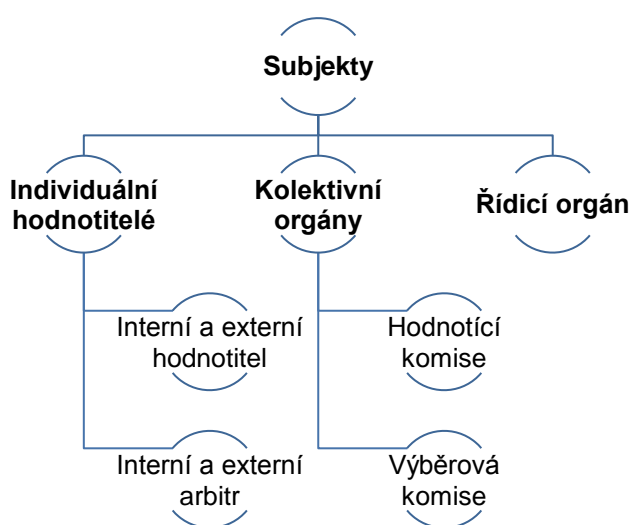 Subjekty
Individuální
hodnotitelé
Kolektivní
orgány
Řídicí orgán
Interní a externí
hodnotitel
Hodnotící
komise
Interní a externí
arbitr
Výběrová
komise